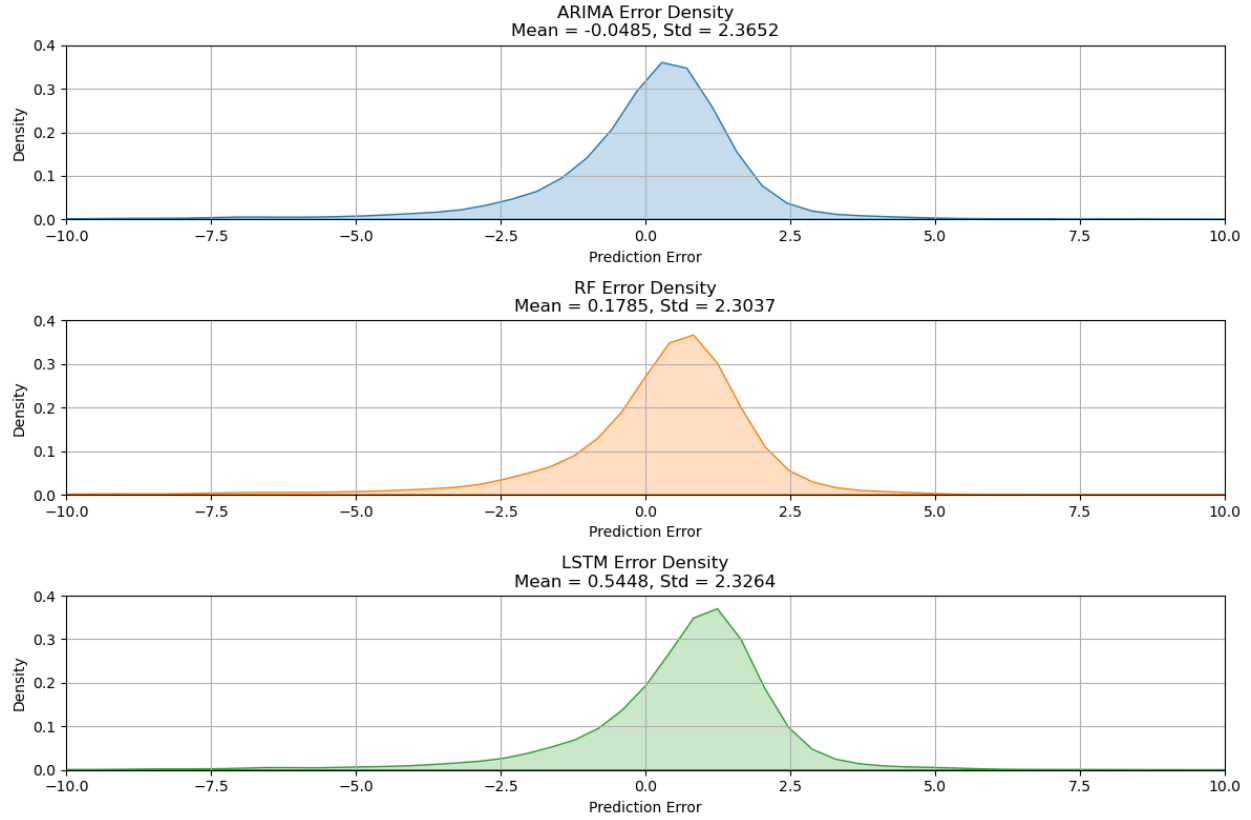 ARIMA Error Density
Mean = -0.0485, Std = 2.3652
0.4
0.3
0.2
0.1
0.0
Density
−10.0 −7.5 −5.0 −2.5 0.0 2.5 5.0 7.5 10.0
Prediction Error
RF Error Density
Mean = 0.1785, Std = 2.3037
0.4
0.3
0.2
0.1
0.0
Density
−10.0 −7.5 −5.0 −2.5 0.0 2.5 5.0 7.5 10.0
Prediction Error
LSTM Error Density
Mean = 0.5448, Std = 2.3264
0.4
0.3
0.2
0.1
0.0
Density
−10.0 −7.5 −5.0 −2.5 0.0 2.5 5.0 7.5 10.0
Prediction Error